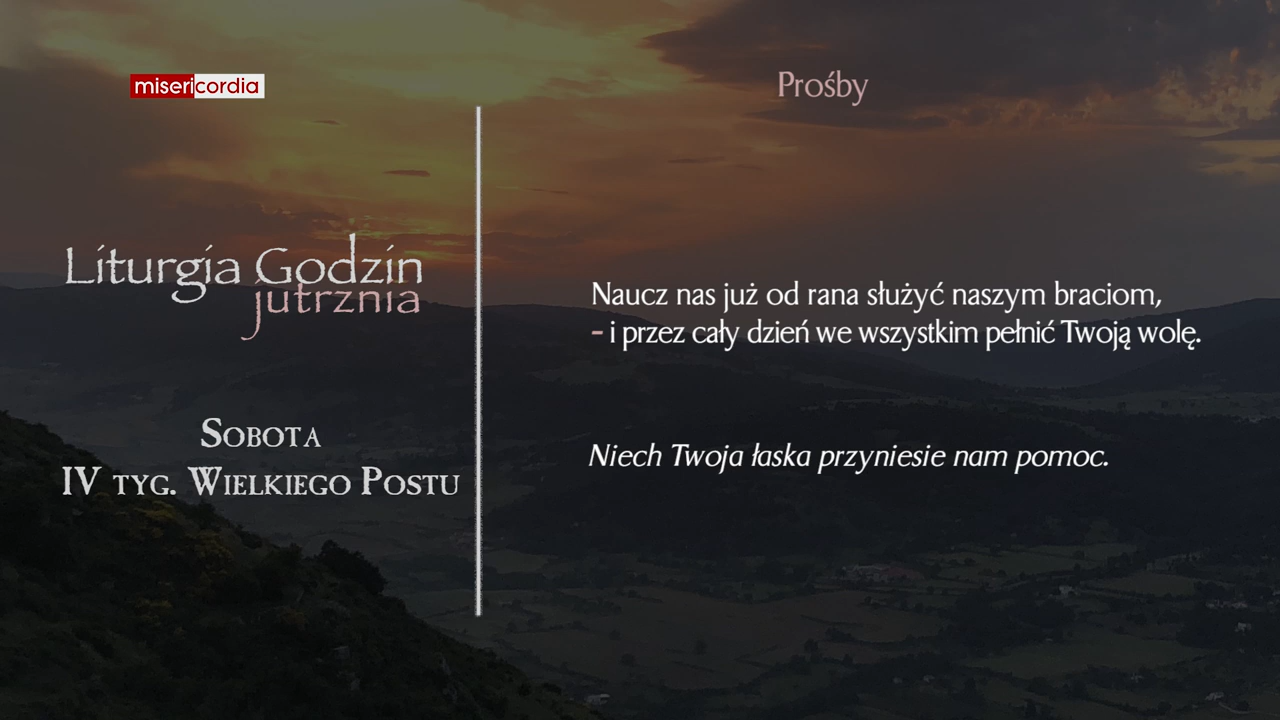 misericordia
Liturgia Godzin
jutrznia
Sobota
IV tyg. Wielkiego Postu
Prośby
Naucz nas już od rana służyć naszym braciom,
– i przez cały dzień we wszystkim pełnić Twoją wolę.
Niech Twoja łaska przyniesie nam pomoc.